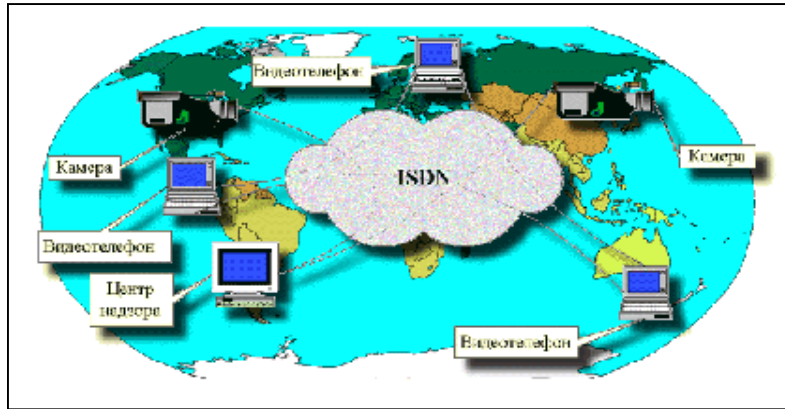 Видеотелефон
Камера
Камера
ISDN
Видеотелефон
Центр
надзора
Видеотелефон